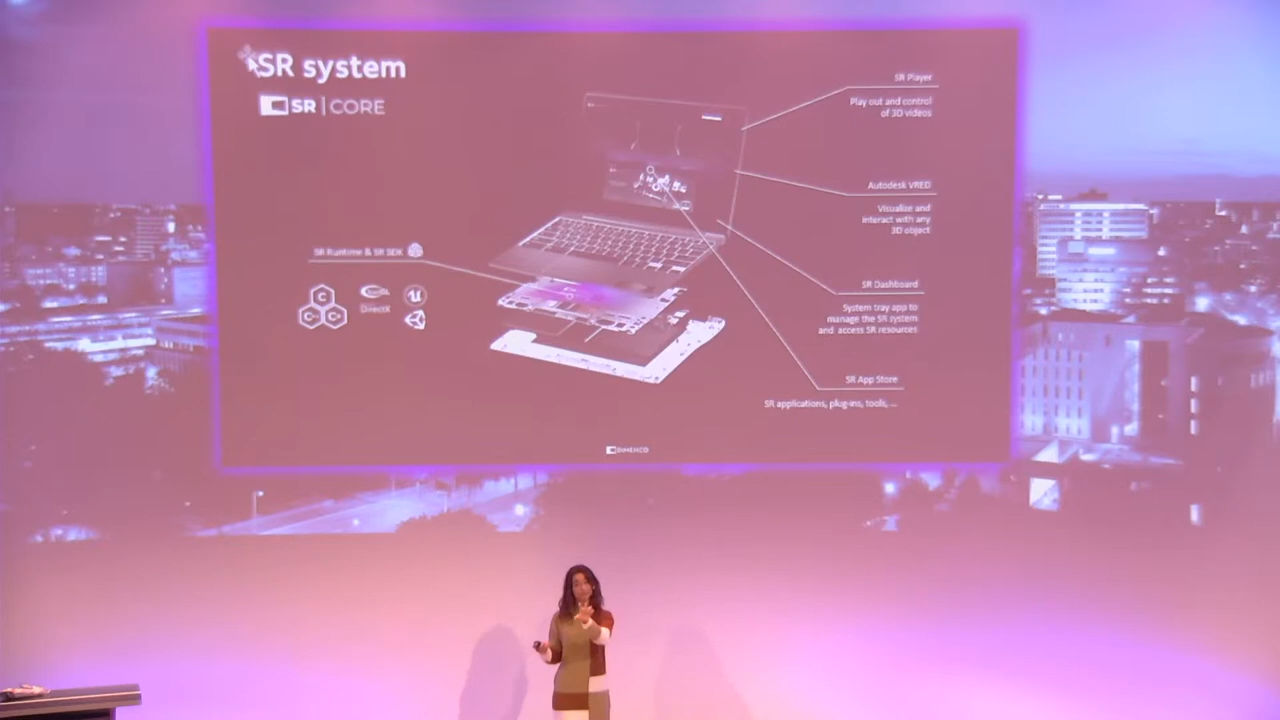 SR system
SR | CORE
SR Player
Play out and control
of 3D videos
Autodesk VRED
Visualize and
interact with any
3D object
SR Runtime & SR SDK
DirectX
C
C
C
SR Dashboard
System tray app to
manage the SR system
and access SR resources
SR App Store
SR applications, plug-ins, tools, ...
DIMENCO